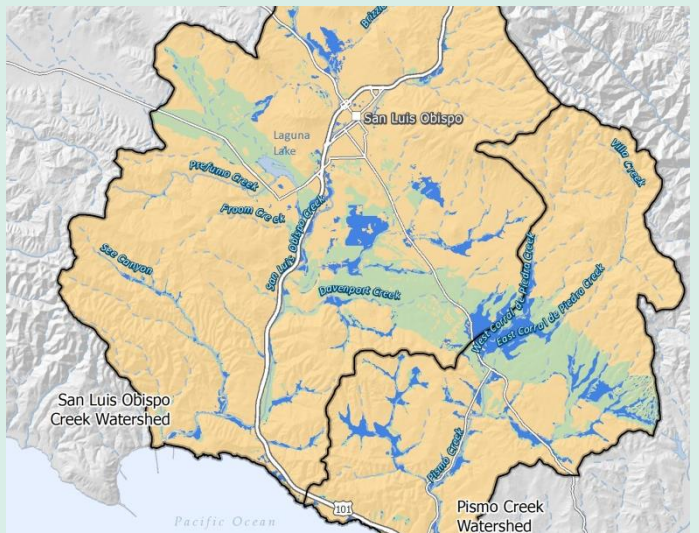 San Luis Obispo
Laguna
Lake
Prefumo Creek
Froom Creek
See Canyon
San Luis Obispo Creek
Davenport Creek
Villa Creek
West Corral de Piedra Creek
East Corral de Piedra Creek
San Luis Obispo
Creek Watershed
Pismo Creek
101
Pismo Creek
Watershed
Pacific Ocean